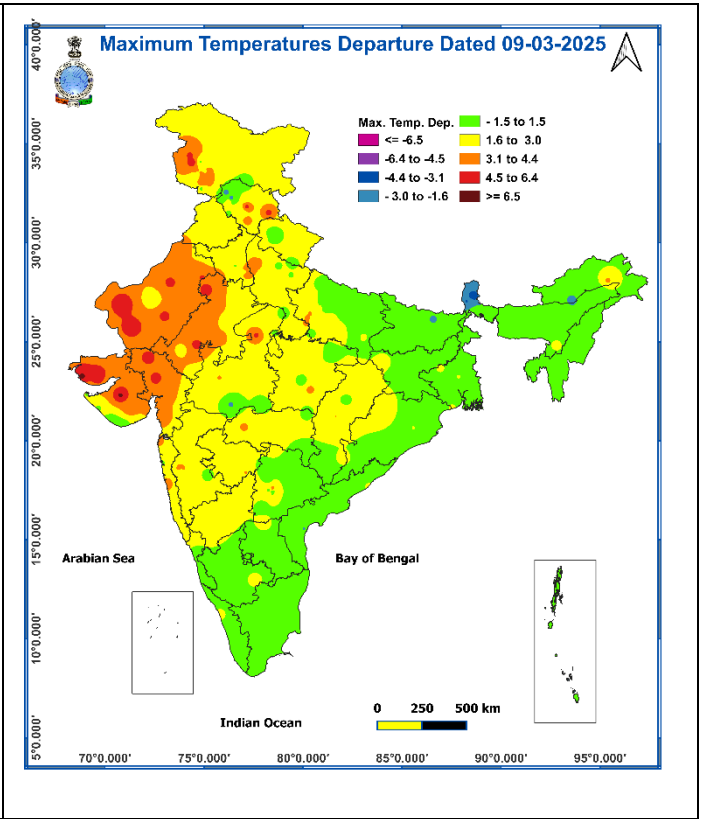 Maximum Temperatures Departure Dated 09-03-2025
Max. Temp. Dep.
<= -6.5
-6.4 to -4.5
-4.4 to -3.1
- 3.0 to -1.6
- 1.5 to 1.5
1.6 to 3.0
3.1 to 4.4
4.5 to 6.4
>= 6.5
40°0.000'
35°0.000'
30°0.000'
25°0.000'
20°0.000'
15°0.000'
10°0.000'
5°0.000'
Arabian Sea
Bay of Bengal
Indian Ocean
0 250 500 km
70°0.000' 75°0.000' 80°0.000' 85°0.000' 90°0.000' 95°0.000'